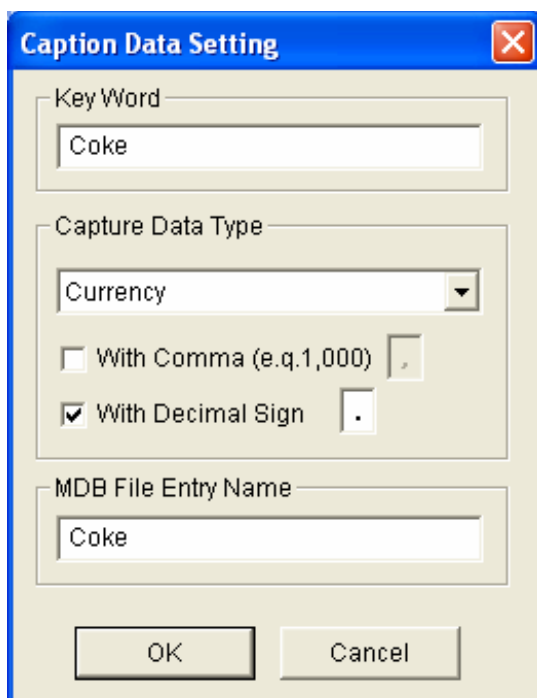 Caption Data Setting
Key Word
Coke
Capture Data Type
Currency
With Comma (e.q.1,000) ,
With Decimal Sign .
MDB File Entry Name
Coke
OK Cancel